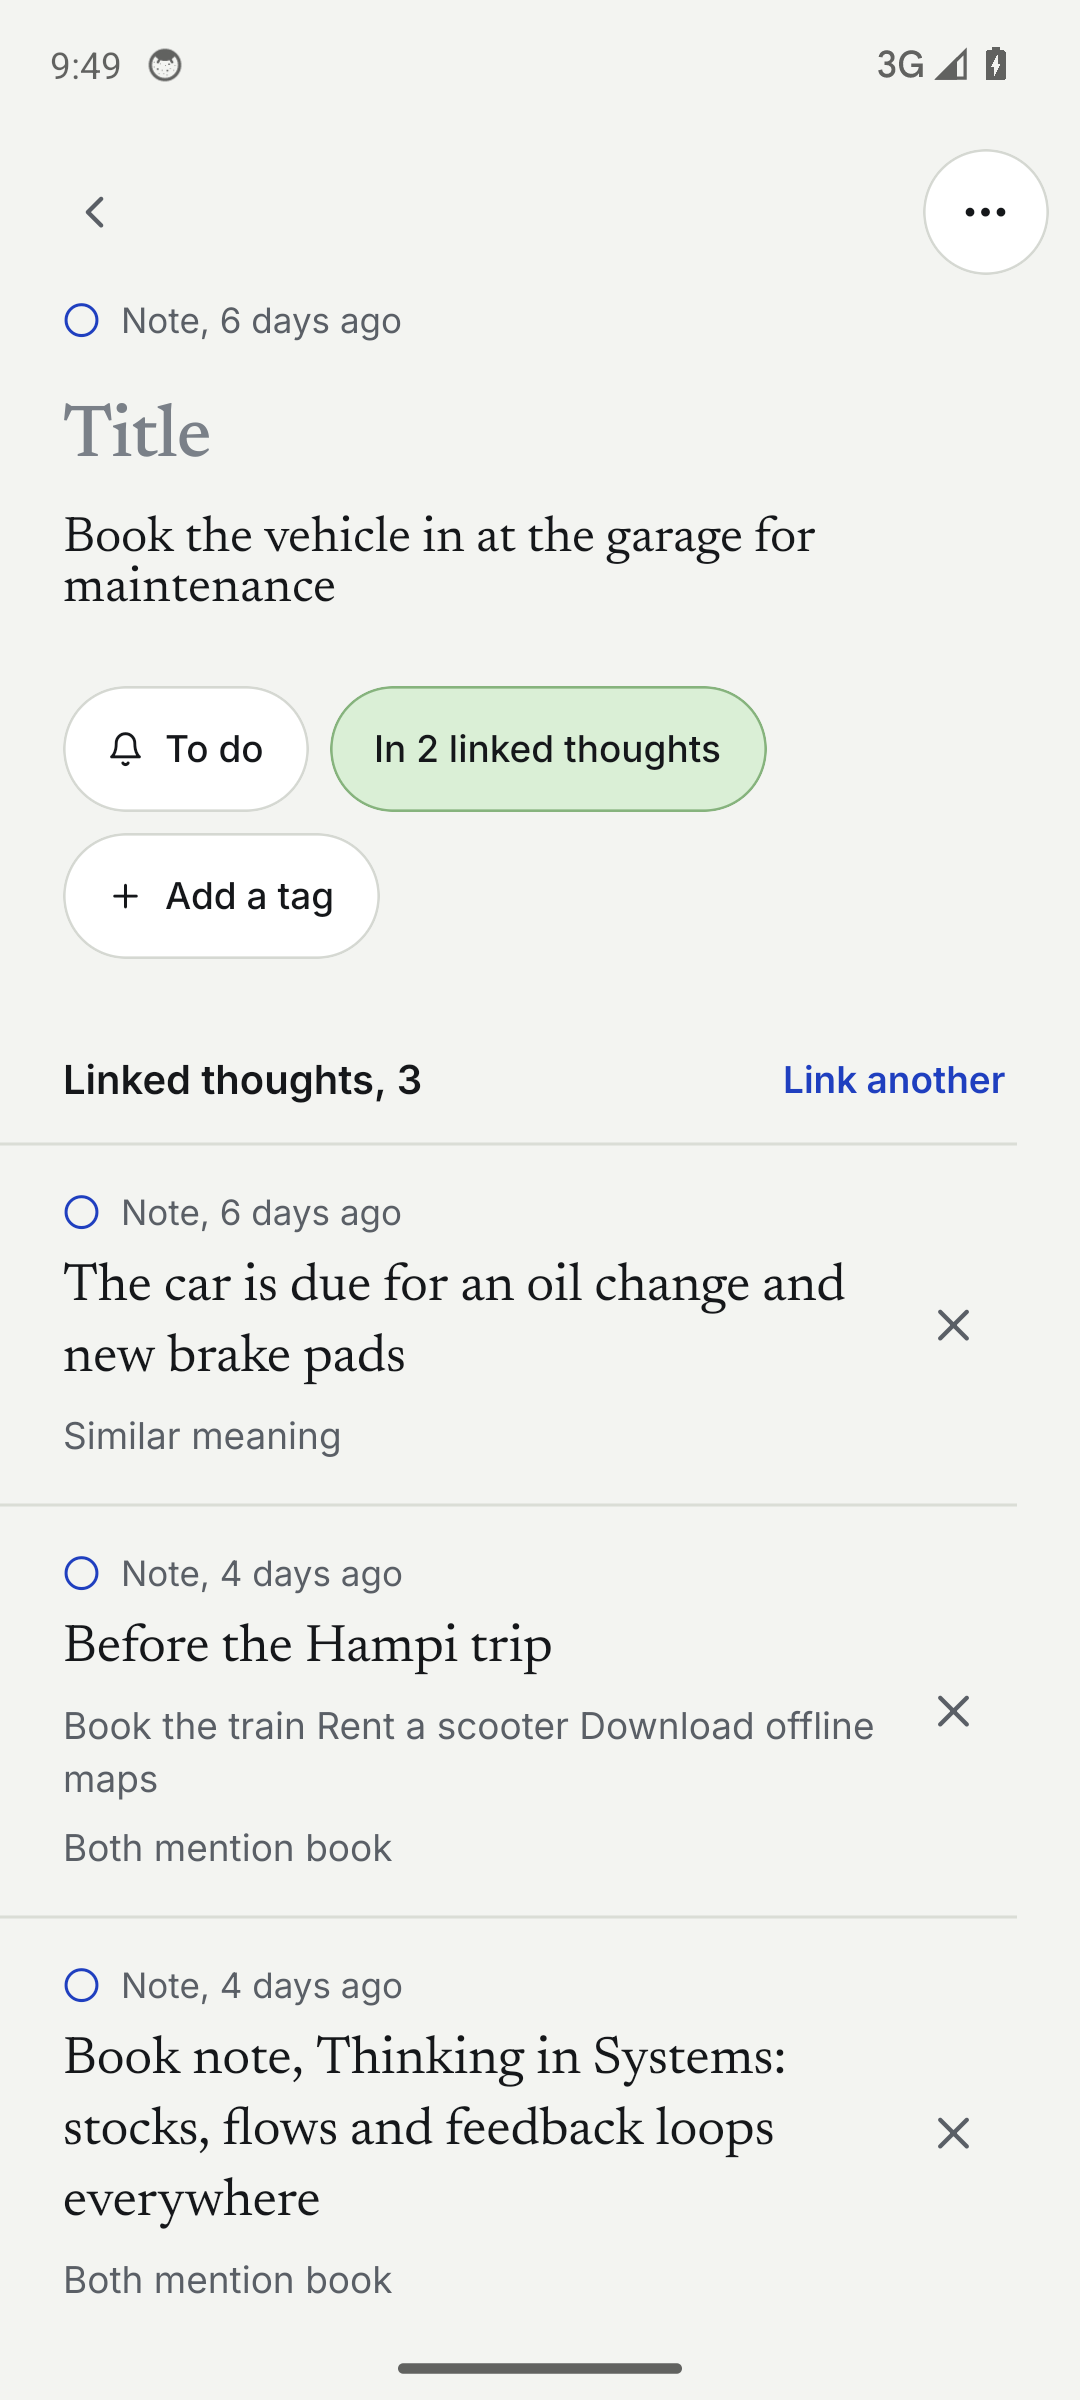 9:49
3G
Note, 6 days ago
Title
Book the vehicle in at the garage for
maintenance
To do
In 2 linked thoughts
Add a tag
Linked thoughts, 3
Link another
Note, 6 days ago
The car is due for an oil change and
new brake pads
Similar meaning
Note, 4 days ago
Before the Hampi trip
Book the train Rent a scooter Download offline
maps
Both mention book
Note, 4 days ago
Book note, Thinking in Systems:
stocks, flows and feedback loops
everywhere
Both mention book